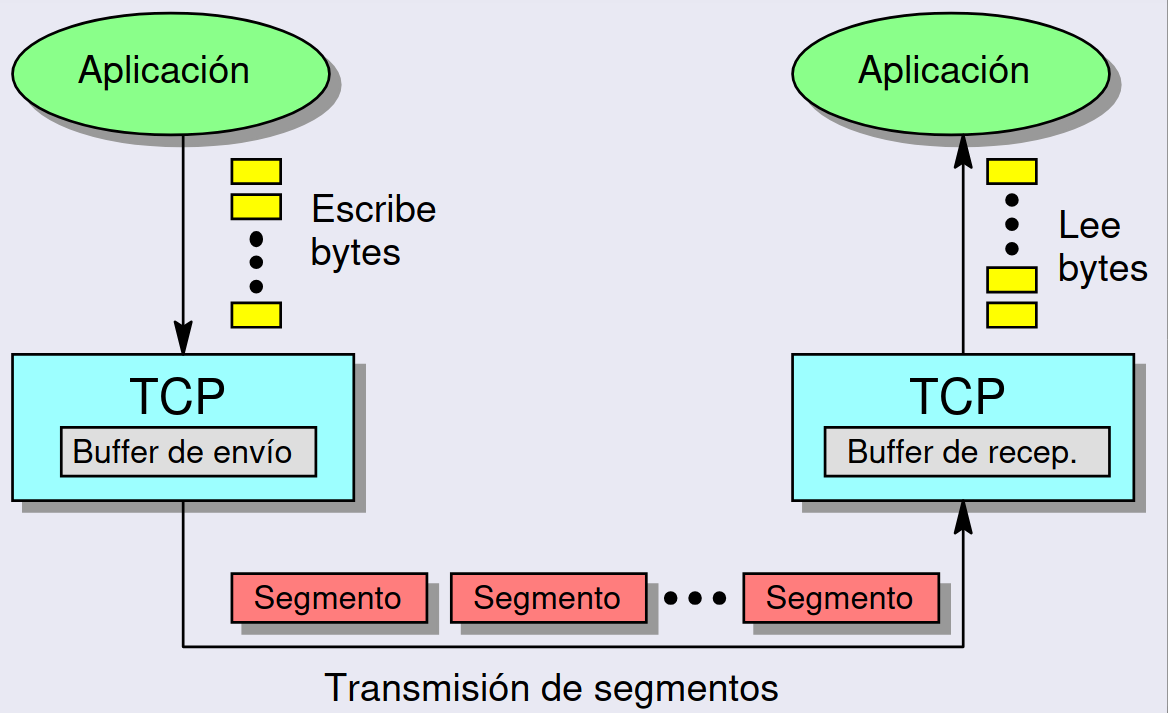 Aplicación
Aplicación
Escribe
bytes
Lee
bytes
TCP
Buffer de envío
TCP
Buffer de recep.
Segmento
Segmento
Segmento
Transmisión de segmentos